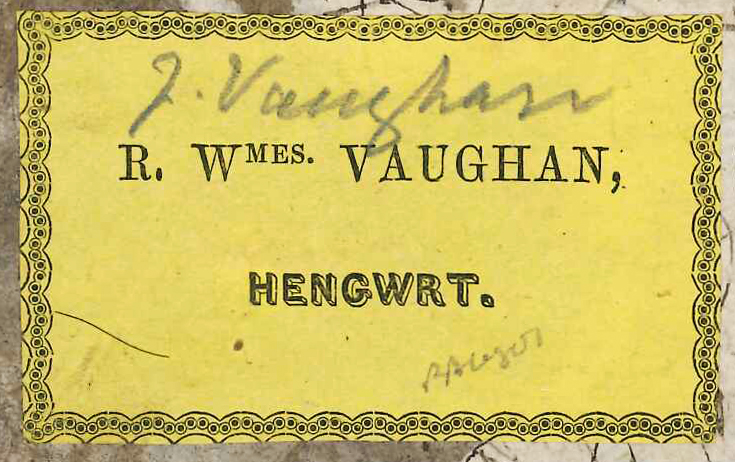 J. Vaughan
R. WMES. VAUGHAN,
HENGWRT.